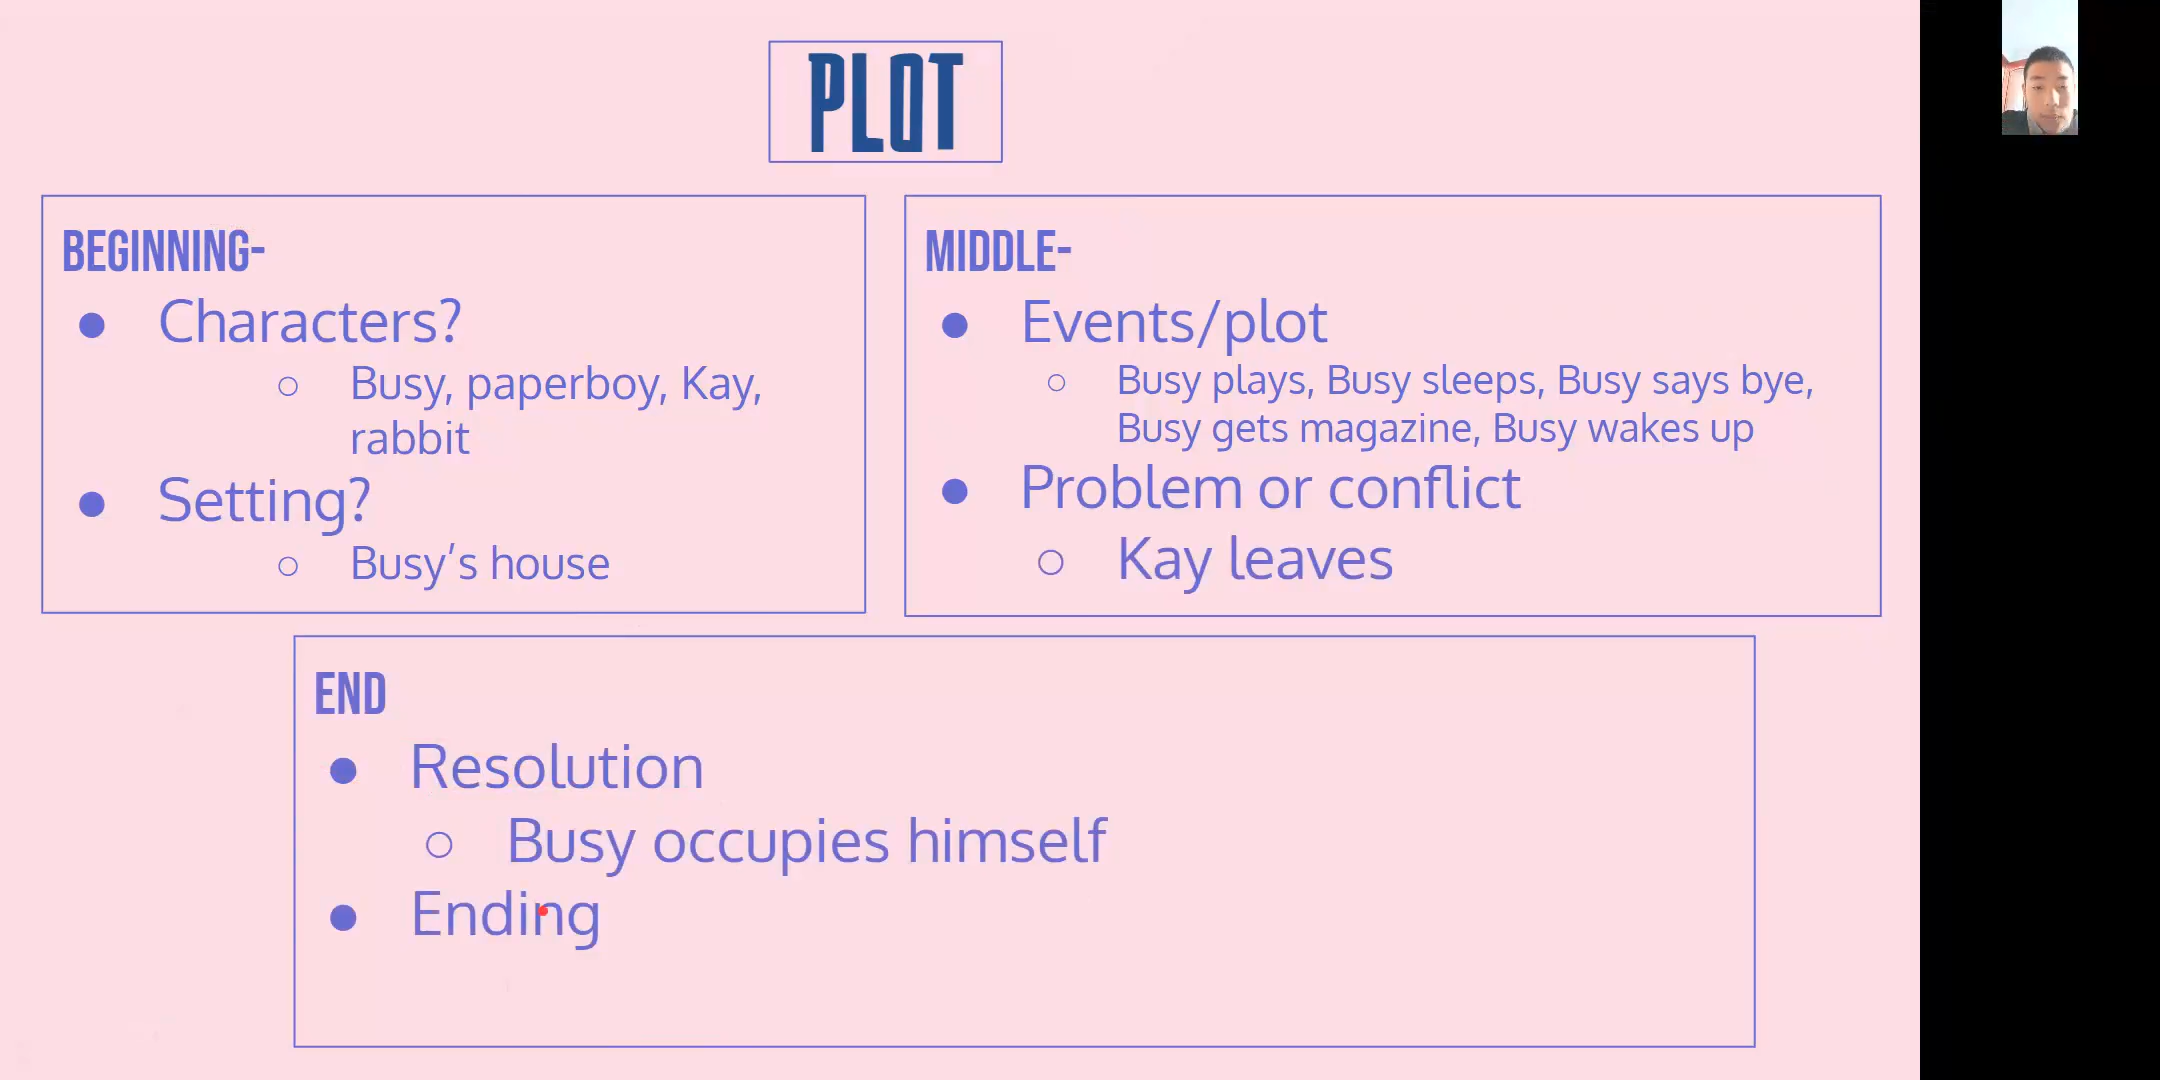 PLOT
BEGINNING-
● Characters?
○ Busy, paperboy, Kay,
rabbit
● Setting?
○ Busy’s house
MIDDLE-
● Events/plot
○ Busy plays, Busy sleeps, Busy says bye,
Busy gets magazine, Busy wakes up
● Problem or conflict
○ Kay leaves
END
● Resolution
○ Busy occupies himself
● Ending